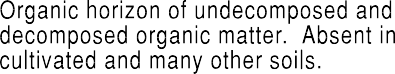 Organic horizon of undecomposed and
decomposed organic matter.  Absent in
cultivated and many other soils.